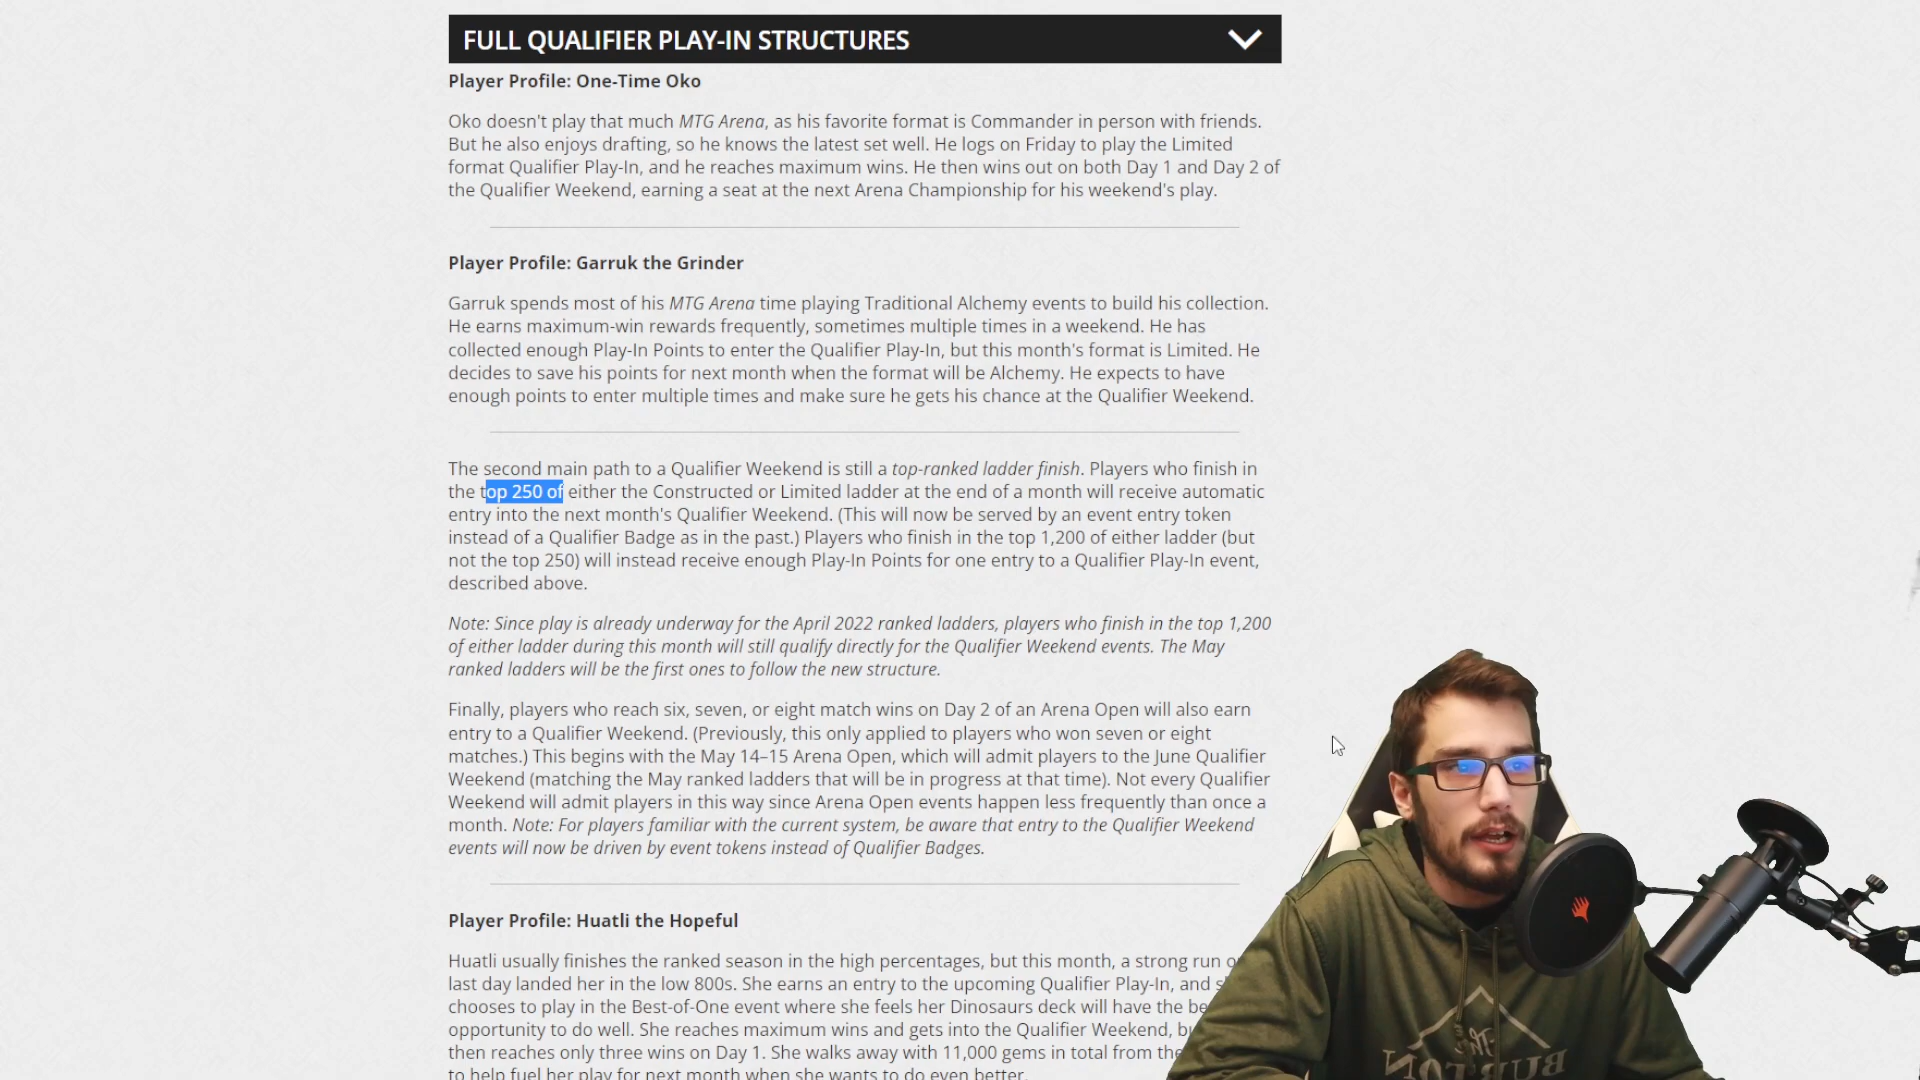 FULL QUALIFIER PLAY-IN STRUCTURES
Player Profile: One-Time Oko
Oko doesn't play that much MTG Arena, as his favorite format is Commander in person with friends.
But he also enjoys drafting, so he knows the latest set well. He logs on Friday to play the Limited
format Qualifier Play-In, and he reaches maximum wins. He then wins out on both Day 1 and Day 2 of
the Qualifier Weekend, earning a seat at the next Arena Championship for his weekend's play.
Player Profile: Garruk the Grinder
Garruk spends most of his MTG Arena time playing Traditional Alchemy events to build his collection.
He earns maximum-win rewards frequently, sometimes multiple times in a weekend. He has
collected enough Play-In Points to enter the Qualifier Play-In, but this month's format is Limited. He
decides to save his points for next month when the format will be Alchemy. He expects to have
enough points to enter multiple times and make sure he gets his chance at the Qualifier Weekend.
The second main path to a Qualifier Weekend is still a top-ranked ladder finish. Players who finish in
the top 250 of either the Constructed or Limited ladder at the end of a month will receive automatic
entry into the next month's Qualifier Weekend. (This will now be served by an event entry token
instead of a Qualifier Badge as in the past.) Players who finish in the top 1,200 of either ladder (but
not the top 250) will instead receive enough Play-In Points for one entry to a Qualifier Play-In event,
described above.
Note: Since play is already underway for the April 2022 ranked ladders, players who finish in the top 1,200
of either ladder during this month will still qualify directly for the Qualifier Weekend events. The May
ranked ladders will be the first ones to follow the new structure.
Finally, players who reach six, seven, or eight match wins on Day 2 of an Arena Open will also earn
entry to a Qualifier Weekend. (Previously, this only applied to players who won seven or eight
matches.) This begins with the May 14–15 Arena Open, which will admit players to the June Qualifier
Weekend (matching the May ranked ladders that will be in progress at that time). Not every Qualifier
Weekend will admit players in this way since Arena Open events happen less frequently than once a
month. Note: For players familiar with the current system, be aware that entry to the Qualifier Weekend
events will now be driven by event tokens instead of Qualifier Badges.
Player Profile: Huatli the Hopeful
Huatli usually finishes the ranked season in the high percentages, but this month, a strong run
last day landed her in the low 800s. She earns an entry to the upcoming Qualifier Play-In, and
chooses to play in the Best-of-One event where she feels her Dinosaurs deck will have the
opportunity to do well. She reaches maximum wins and gets into the Qualifier Weekend,
then reaches only three wins on Day 1. She walks away with 11,000 gems in total from
to help fuel her play for next month when she wants to do even better.
BURTON